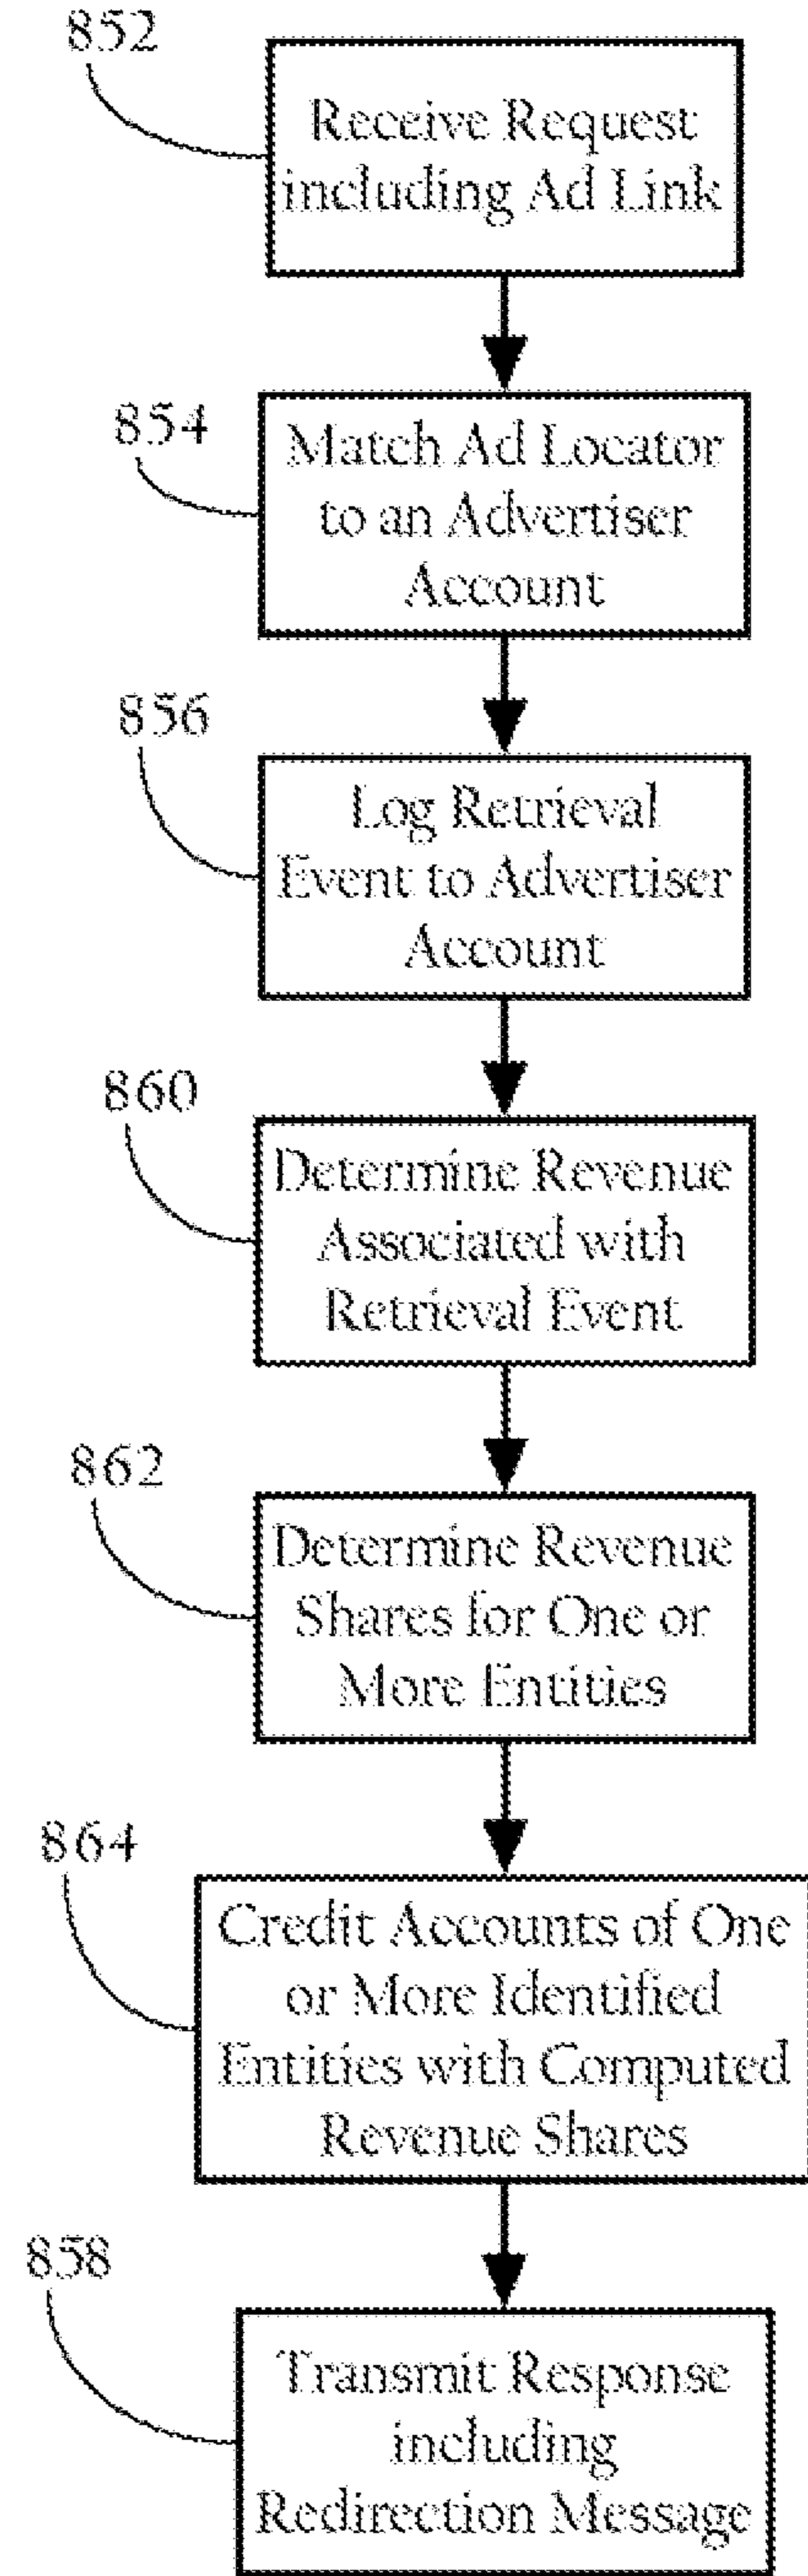 852
Receive Request
including Ad Link
854
Match Ad Locator
to an Advertiser
Account
856
Log Retrieval
Event to Advertiser
Account
860
Determine Revenue
Associated with
Retrieval Event
862
Determine Revenue
Shares for One or
More Entities
864
Credit Accounts of One
or More Identified
Entities with Computed
Revenue Shares
858
Transmit Response
including
Redirection Message